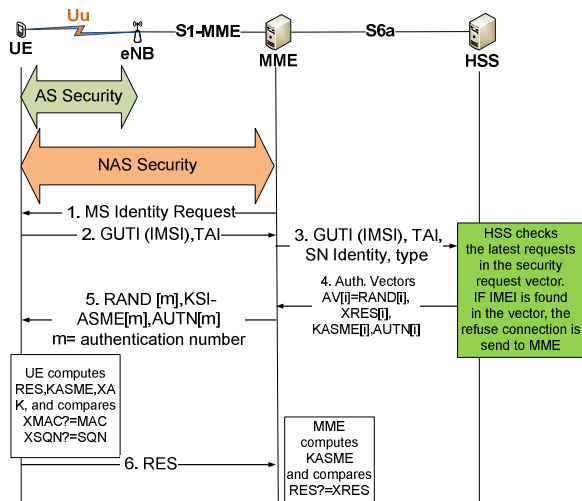 Uu
S1-MME
S6a
UE
eNB
MME
HSS
AS Security
NAS Security
1. MS Identity Request
2. GUTI (IMSI),TAI
3. GUTI (IMSI), TAI,
SN Identity, type
HSS checks
the latest requests
in the security
request vector.
IF IMEI is found
in the vector, the
refuse connection is
send to MME
4. Auth. Vectors
AV[i]=RAND[i],
XRES[i],
KASME[i],AUTN[i]
5. RAND [m],KSI-
ASME[m],AUTN[m]
m= authentication number
UE computes
RES,KASME,XA
K, and compares
XMAC?=MAC
XSQN?=SQN
MME
computes
KASME
and compares
RES?=XRES
6. RES